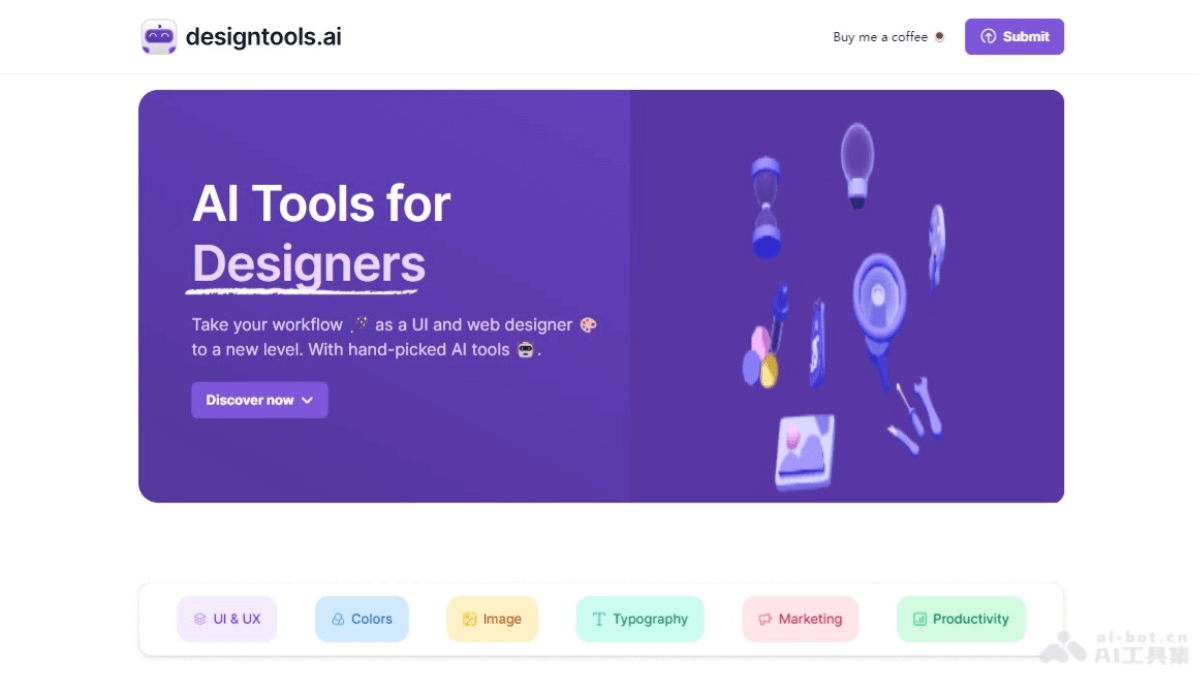 designtools.ai
Buy me a coffee ☕
Submit
AI Tools for
Designers
Take your workflow 🪄 as a UI and web designer 🎨
to a new level. With hand-picked AI tools 🤖.
Discover now
UI & UX
Colors
Image
Typography
Marketing
Productivity
ai-bot.cn
AI工具集